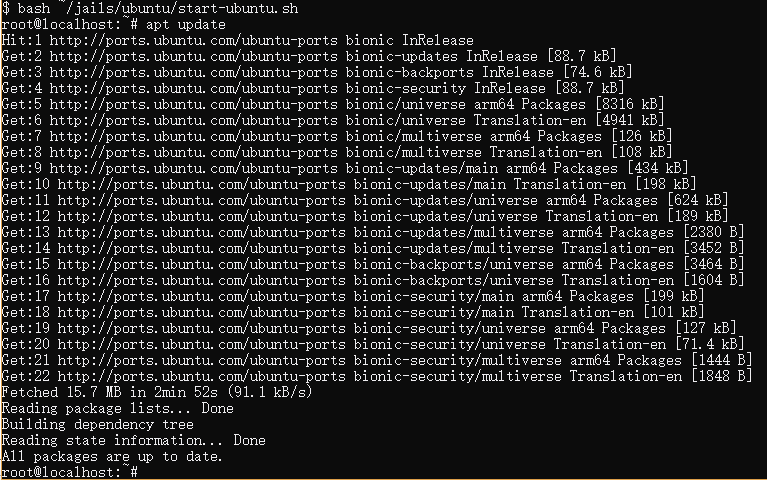 $ bash ~/jails/ubuntu/start-ubuntu.sh
root@localhost:~# apt update
Hit:1 http://ports.ubuntu.com/ubuntu-ports bionic InRelease
Get:2 http://ports.ubuntu.com/ubuntu-ports bionic-updates InRelease [88.7 kB]
Get:3 http://ports.ubuntu.com/ubuntu-ports bionic-backports InRelease [74.6 kB]
Get:4 http://ports.ubuntu.com/ubuntu-ports bionic-security InRelease [88.7 kB]
Get:5 http://ports.ubuntu.com/ubuntu-ports bionic/universe arm64 Packages [8316 kB]
Get:6 http://ports.ubuntu.com/ubuntu-ports bionic/universe Translation-en [4941 kB]
Get:7 http://ports.ubuntu.com/ubuntu-ports bionic/multiverse arm64 Packages [126 kB]
Get:8 http://ports.ubuntu.com/ubuntu-ports bionic/multiverse Translation-en [108 kB]
Get:9 http://ports.ubuntu.com/ubuntu-ports bionic-updates/main arm64 Packages [434 kB]
Get:10 http://ports.ubuntu.com/ubuntu-ports bionic-updates/main Translation-en [198 kB]
Get:11 http://ports.ubuntu.com/ubuntu-ports bionic-updates/universe arm64 Packages [624 kB]
Get:12 http://ports.ubuntu.com/ubuntu-ports bionic-updates/universe Translation-en [189 kB]
Get:13 http://ports.ubuntu.com/ubuntu-ports bionic-updates/multiverse arm64 Packages [2380 B]
Get:14 http://ports.ubuntu.com/ubuntu-ports bionic-updates/multiverse Translation-en [3452 B]
Get:15 http://ports.ubuntu.com/ubuntu-ports bionic-backports/universe arm64 Packages [3464 B]
Get:16 http://ports.ubuntu.com/ubuntu-ports bionic-backports/universe Translation-en [1604 B]
Get:17 http://ports.ubuntu.com/ubuntu-ports bionic-security/main arm64 Packages [199 kB]
Get:18 http://ports.ubuntu.com/ubuntu-ports bionic-security/main Translation-en [101 kB]
Get:19 http://ports.ubuntu.com/ubuntu-ports bionic-security/universe arm64 Packages [127 kB]
Get:20 http://ports.ubuntu.com/ubuntu-ports bionic-security/universe Translation-en [71.4 kB]
Get:21 http://ports.ubuntu.com/ubuntu-ports bionic-security/multiverse arm64 Packages [1444 B]
Get:22 http://ports.ubuntu.com/ubuntu-ports bionic-security/multiverse Translation-en [1848 B]
Fetched 15.7 MB in 2min 52s (91.1 kB/s)
Reading package lists... Done
Building dependency tree
Reading state information... Done
All packages are up to date.
root@localhost:~#